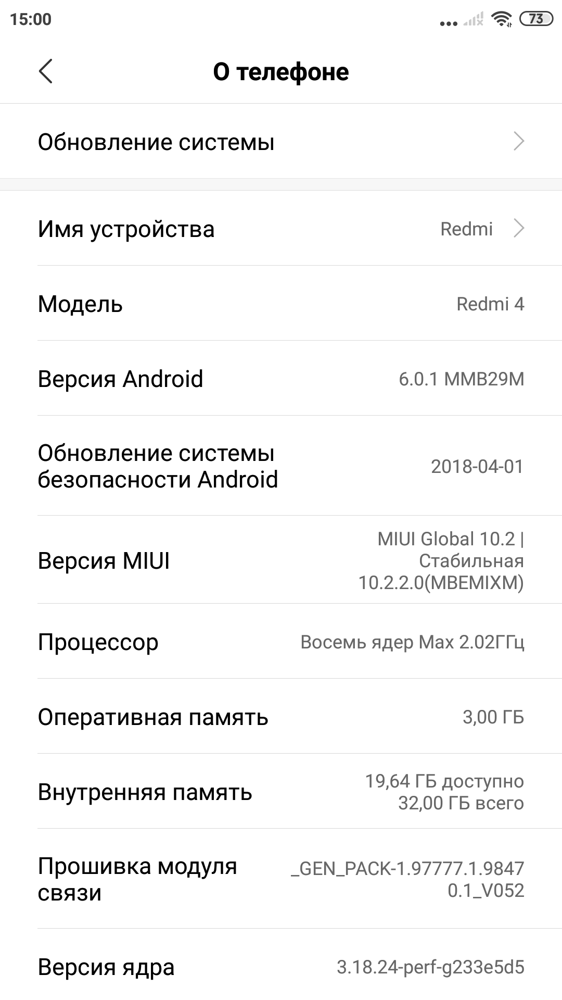 15:00
73
О телефоне
Обновление системы
Имя устройства
Redmi
Модель
Redmi 4
Версия Android
6.0.1 MMB29M
Обновление системы
безопасности Android
2018-04-01
Версия MIUI
MIUI Global 10.2 |
Стабильная
10.2.2.0(MBEMIXM)
Процессор
Восемь ядер Max 2.02ГГц
Оперативная память
3,00 ГБ
Внутренняя память
19,64 ГБ доступно
32,00 ГБ всего
Прошивка модуля
связи
_GEN_PACK-1.97777.1.9847
0.1_V052
Версия ядра
3.18.24-perf-g233e5d5